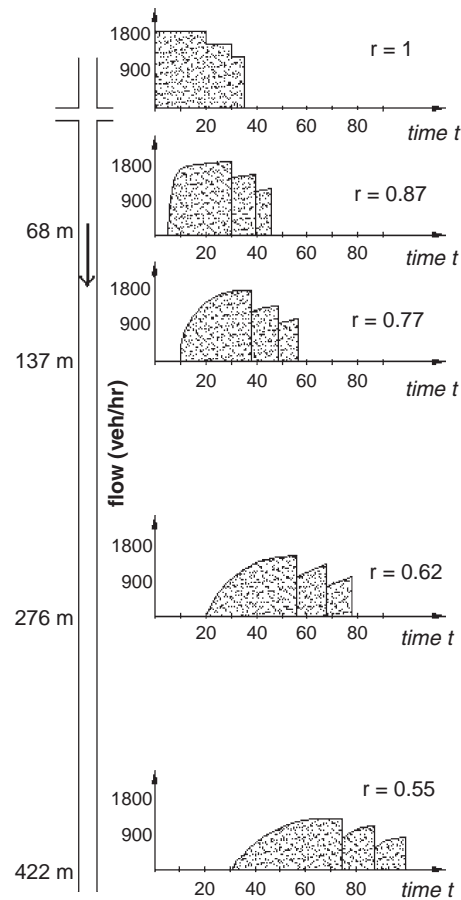 1800
900
r = 1
20 40 60 80
time t
1800
900
r = 0.87
68 m
20 40 60 80
time t
1800
900
r = 0.77
137 m
20 40 60 80
time t
flow (veh/hr)
1800
900
r = 0.62
276 m
20 40 60 80
time t
1800
900
r = 0.55
422 m
20 40 60 80
time t